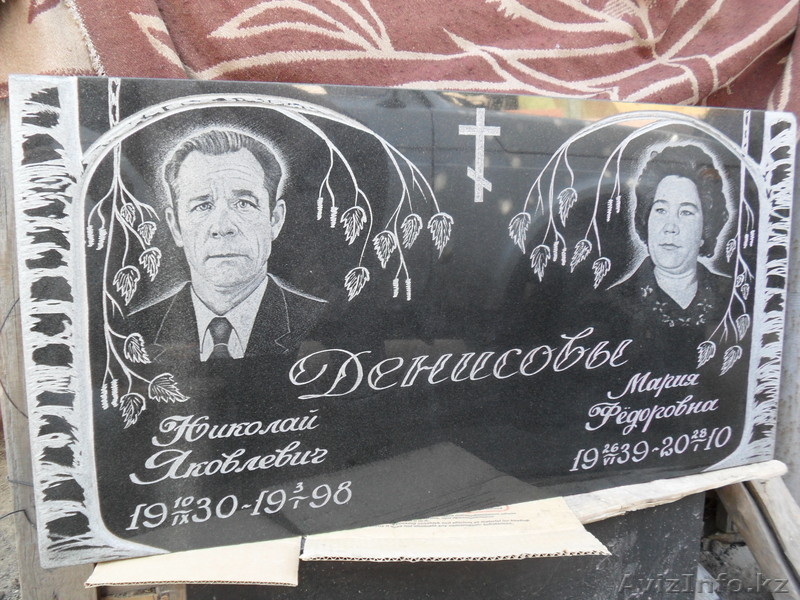 Денисовы
Николай
Яковлевич
19 10/IX 30 - 19 3/I 98
Мария
Фёдоровна
19 26/VI 39 - 20 28/I 10
AvizInfo.kz